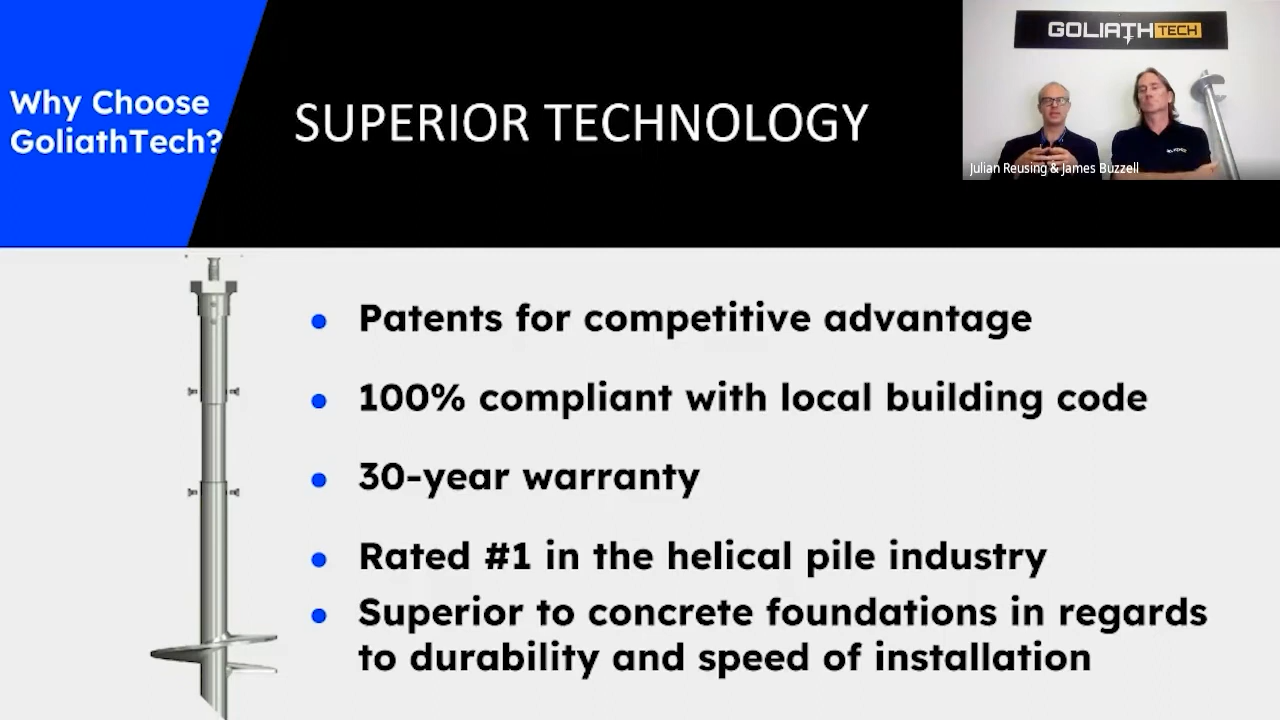 Why Choose
GoliathTech?
SUPERIOR TECHNOLOGY
GOLIATH TECH
Julian Reusing & James Buzzell
Patents for competitive advantage
100% compliant with local building code
30-year warranty
Rated #1 in the helical pile industry
Superior to concrete foundations in regards
to durability and speed of installation